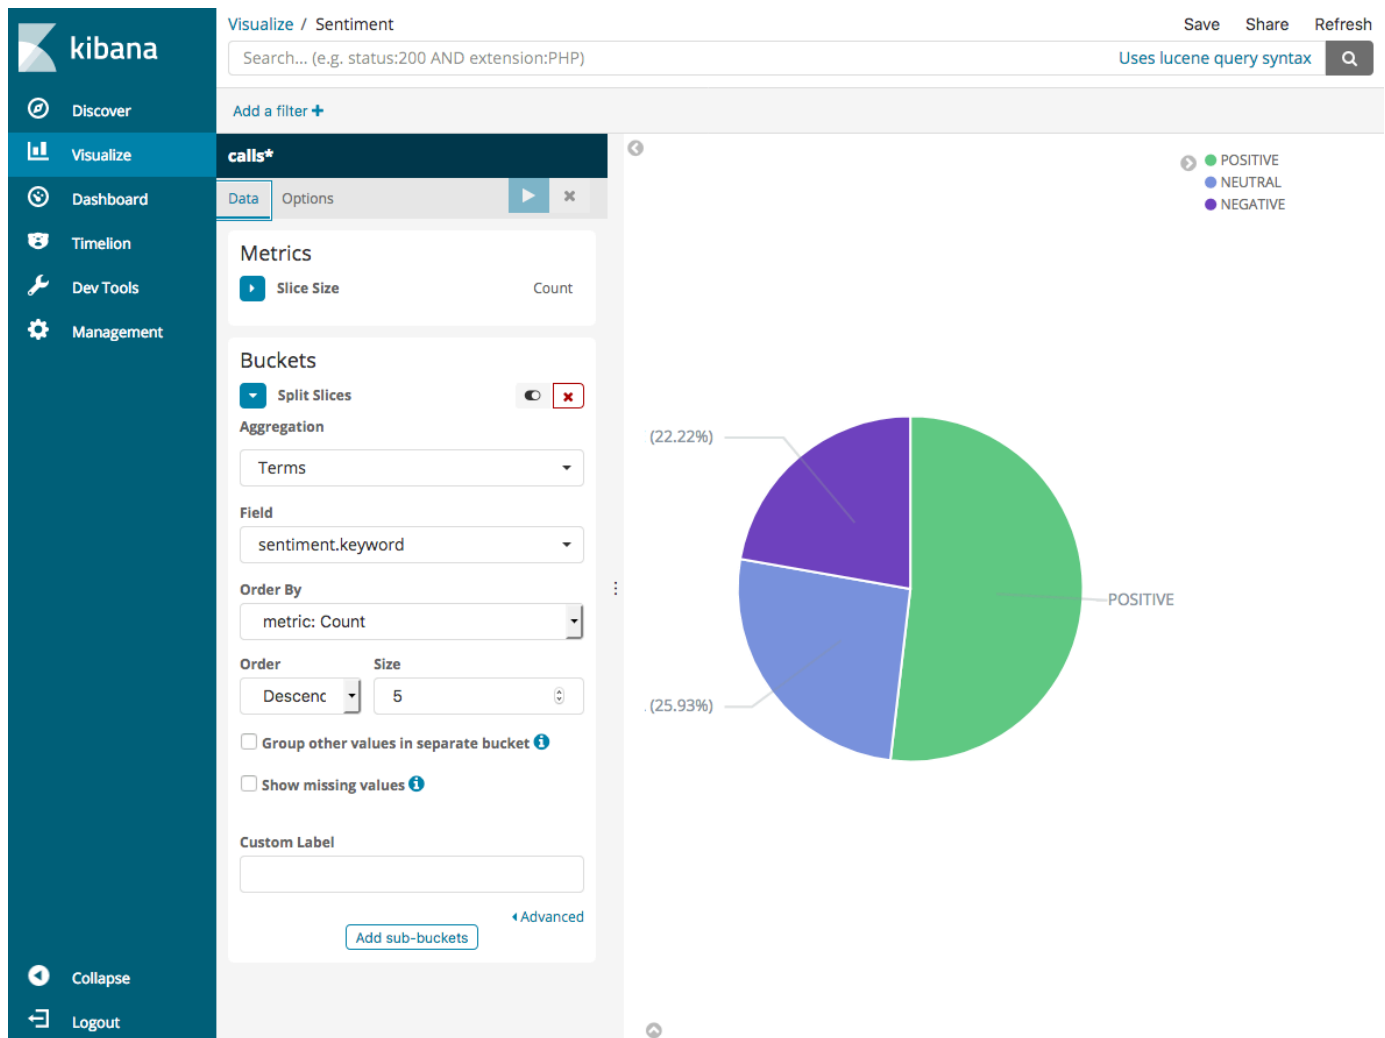 kibana
Discover
Visualize
Dashboard
Timelion
Dev Tools
Management
Collapse
Logout
Visualize / Sentiment
Save Share Refresh
Search... (e.g. status:200 AND extension:PHP) Uses lucene query syntax
Add a filter +
calls*
Data Options
Metrics
Slice Size Count
Buckets
Split Slices
Aggregation
Terms
Field
sentiment.keyword
Order By
metric: Count
Order Size
Descenc 5
Group other values in separate bucket
Show missing values
Custom Label
Advanced
Add sub-buckets
POSITIVE
NEUTRAL
NEGATIVE
(22.22%)
POSITIVE
(25.93%)